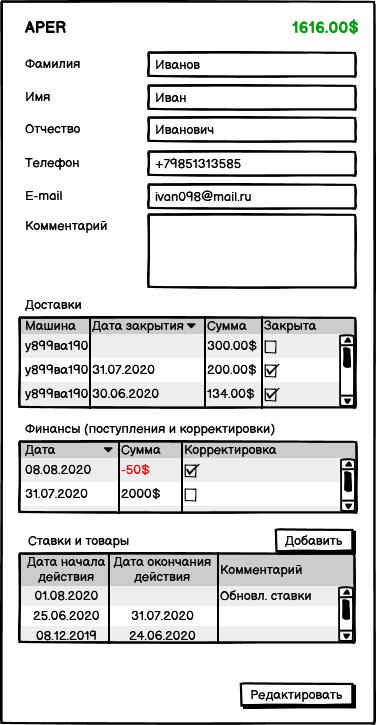 APER 1616.00$
Фамилия Иванов
Имя Иван
Отчество Иванович
Телефон +79851313585
E-mail ivan098@mail.ru
Комментарий
Доставки
Машина Дата закрытия Сумма Закрыта
у899ва190 300.00$
у899ва190 31.07.2020 200.00$
у899ва190 30.06.2020 134.00$
Финансы (поступления и корректировки)
Дата Сумма Корректировка
08.08.2020 -50$
31.07.2020 2000$
Ставки и товары Добавить
Дата начала действия Дата окончания действия Комментарий
01.08.2020 Обновл. ставки
25.06.2020 31.07.2020
08.12.2019 24.06.2020
Редактировать